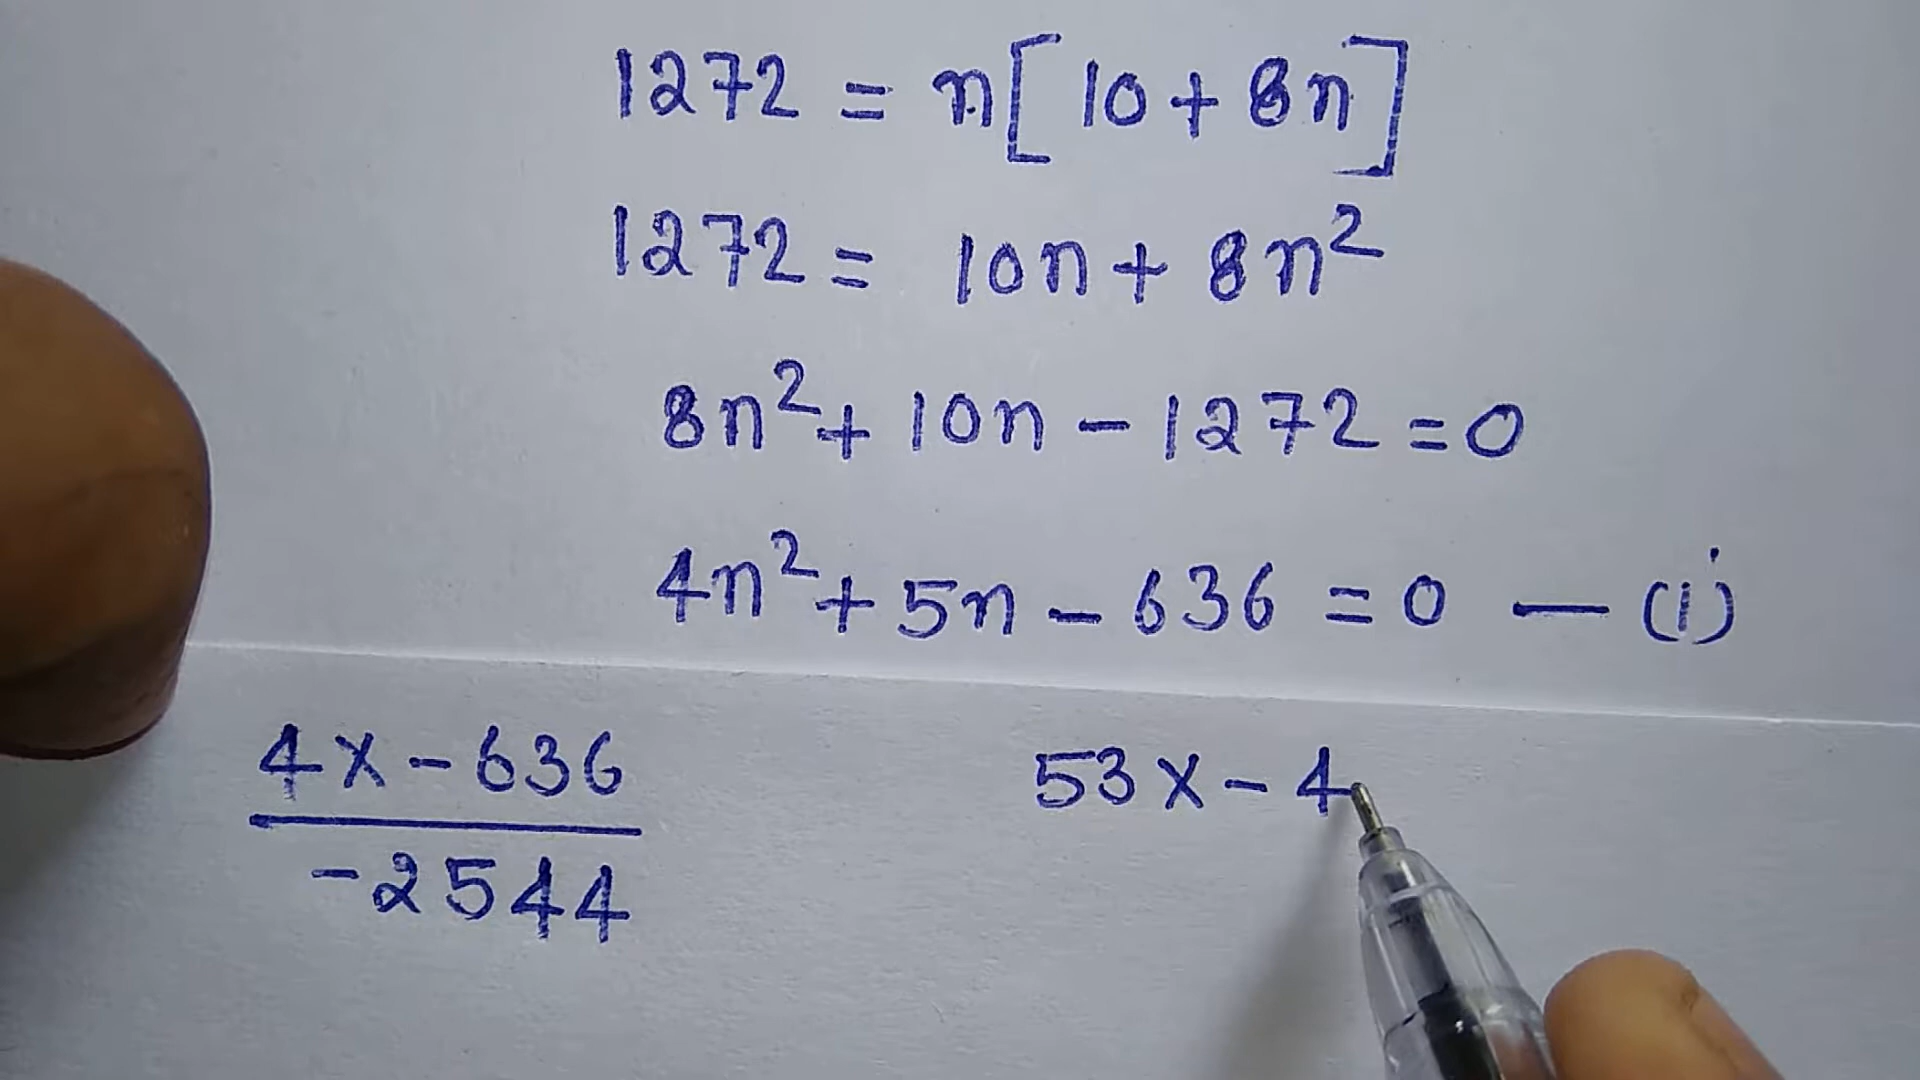 1272 = n[10 + 8n]
1272 = 10n + 8n²
8n² + 10n - 1272 = 0
4n² + 5n - 636 = 0 — (i)
4 x - 636
-2544
53 x - 4